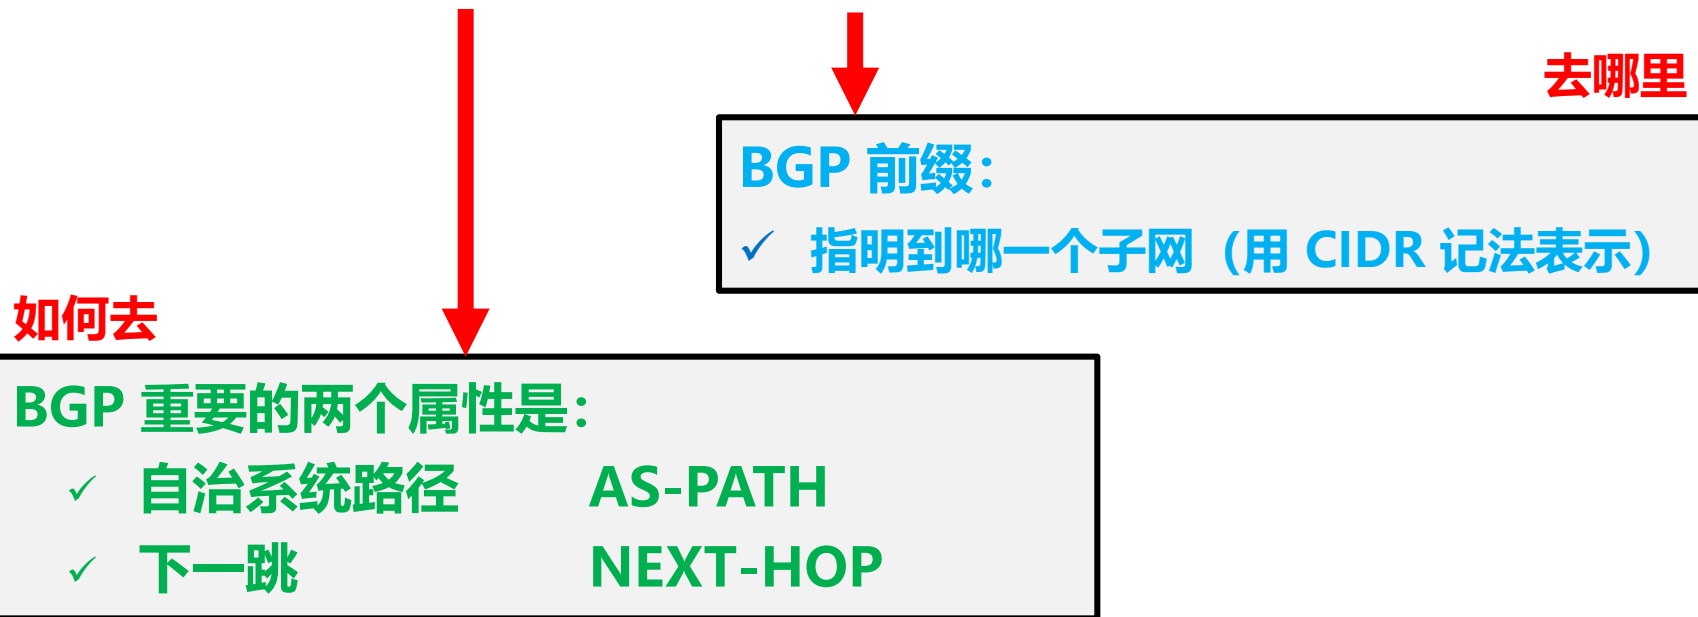 去哪里
BGP 前缀：
✓ 指明到哪一个子网（用 CIDR 记法表示）
如何去
BGP 重要的两个属性是：
✓ 自治系统路径 AS-PATH
✓ 下一跳 NEXT-HOP